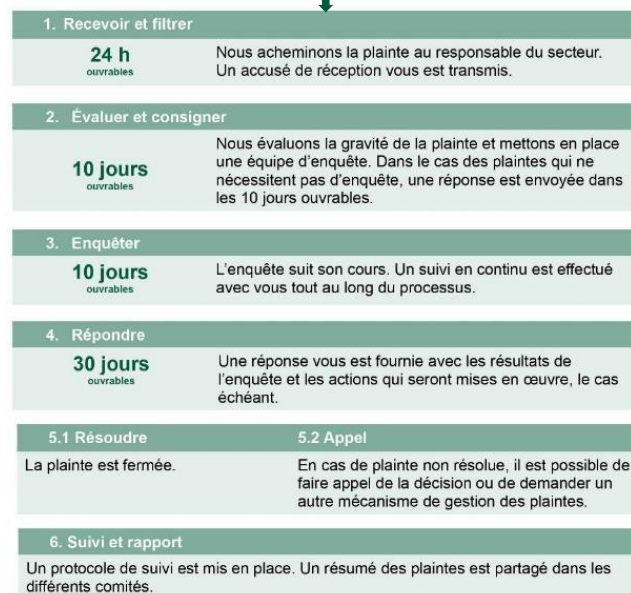 1. Recevoir et filtrer
24 h
ouvrables
Nous acheminons la plainte au responsable du secteur.
Un accusé de réception vous est transmis.
2. Évaluer et consigner
10 jours
ouvrables
Nous évaluons la gravité de la plainte et mettons en place
une équipe d'enquête. Dans le cas des plaintes qui ne
nécessitent pas d'enquête, une réponse est envoyée dans
les 10 jours ouvrables.
3. Enquêter
10 jours
ouvrables
L'enquête suit son cours. Un suivi en continu est effectué
avec vous tout au long du processus.
4. Répondre
30 jours
ouvrables
Une réponse vous est fournie avec les résultats de
l'enquête et les actions qui seront mises en œuvre, le cas
échéant.
5.1 Résoudre
La plainte est fermée.
5.2 Appel
En cas de plainte non résolue, il est possible de
faire appel de la décision ou de demander un
autre mécanisme de gestion des plaintes.
6. Suivi et rapport
Un protocole de suivi est mis en place. Un résumé des plaintes est partagé dans les
différents comités.